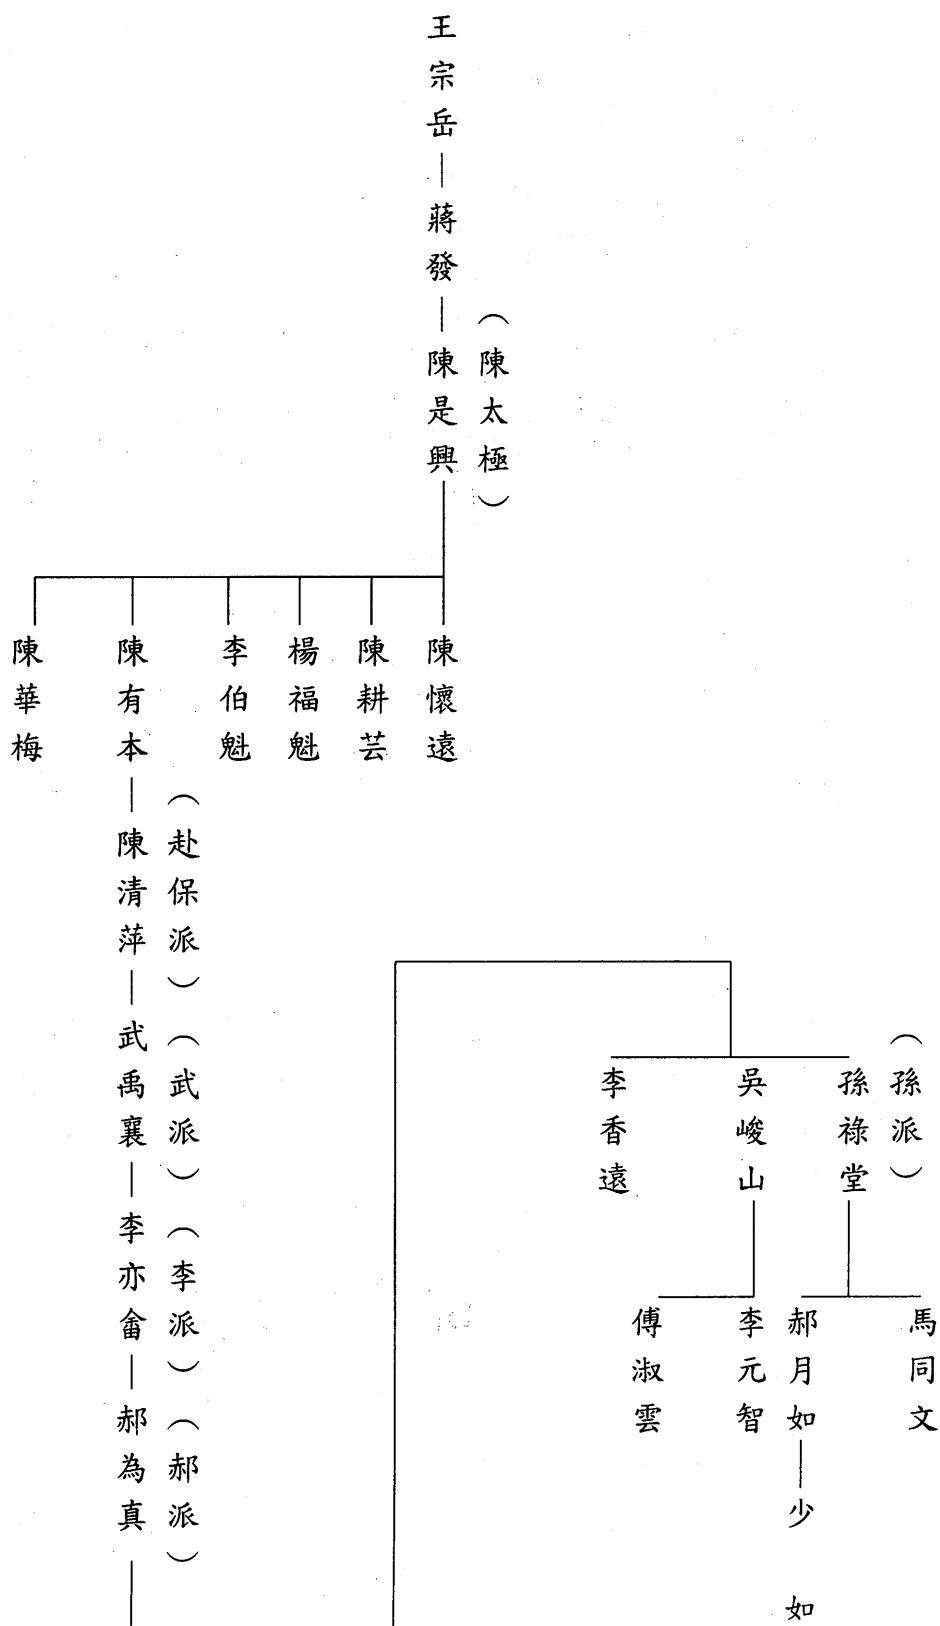 王宗岳—蔣發—陳是興
（陳太極）
陳懷遠
陳耕芸
楊福魁
李伯魁
陳有本—陳清萍—武禹襄—李亦畬—郝為真
（赴保派）（武派）（李派）（郝派）
陳華梅
（孫派）
孫祿堂
吳峻山
李香遠
馬同文
郝月如—少如
李元智
傅淑雲